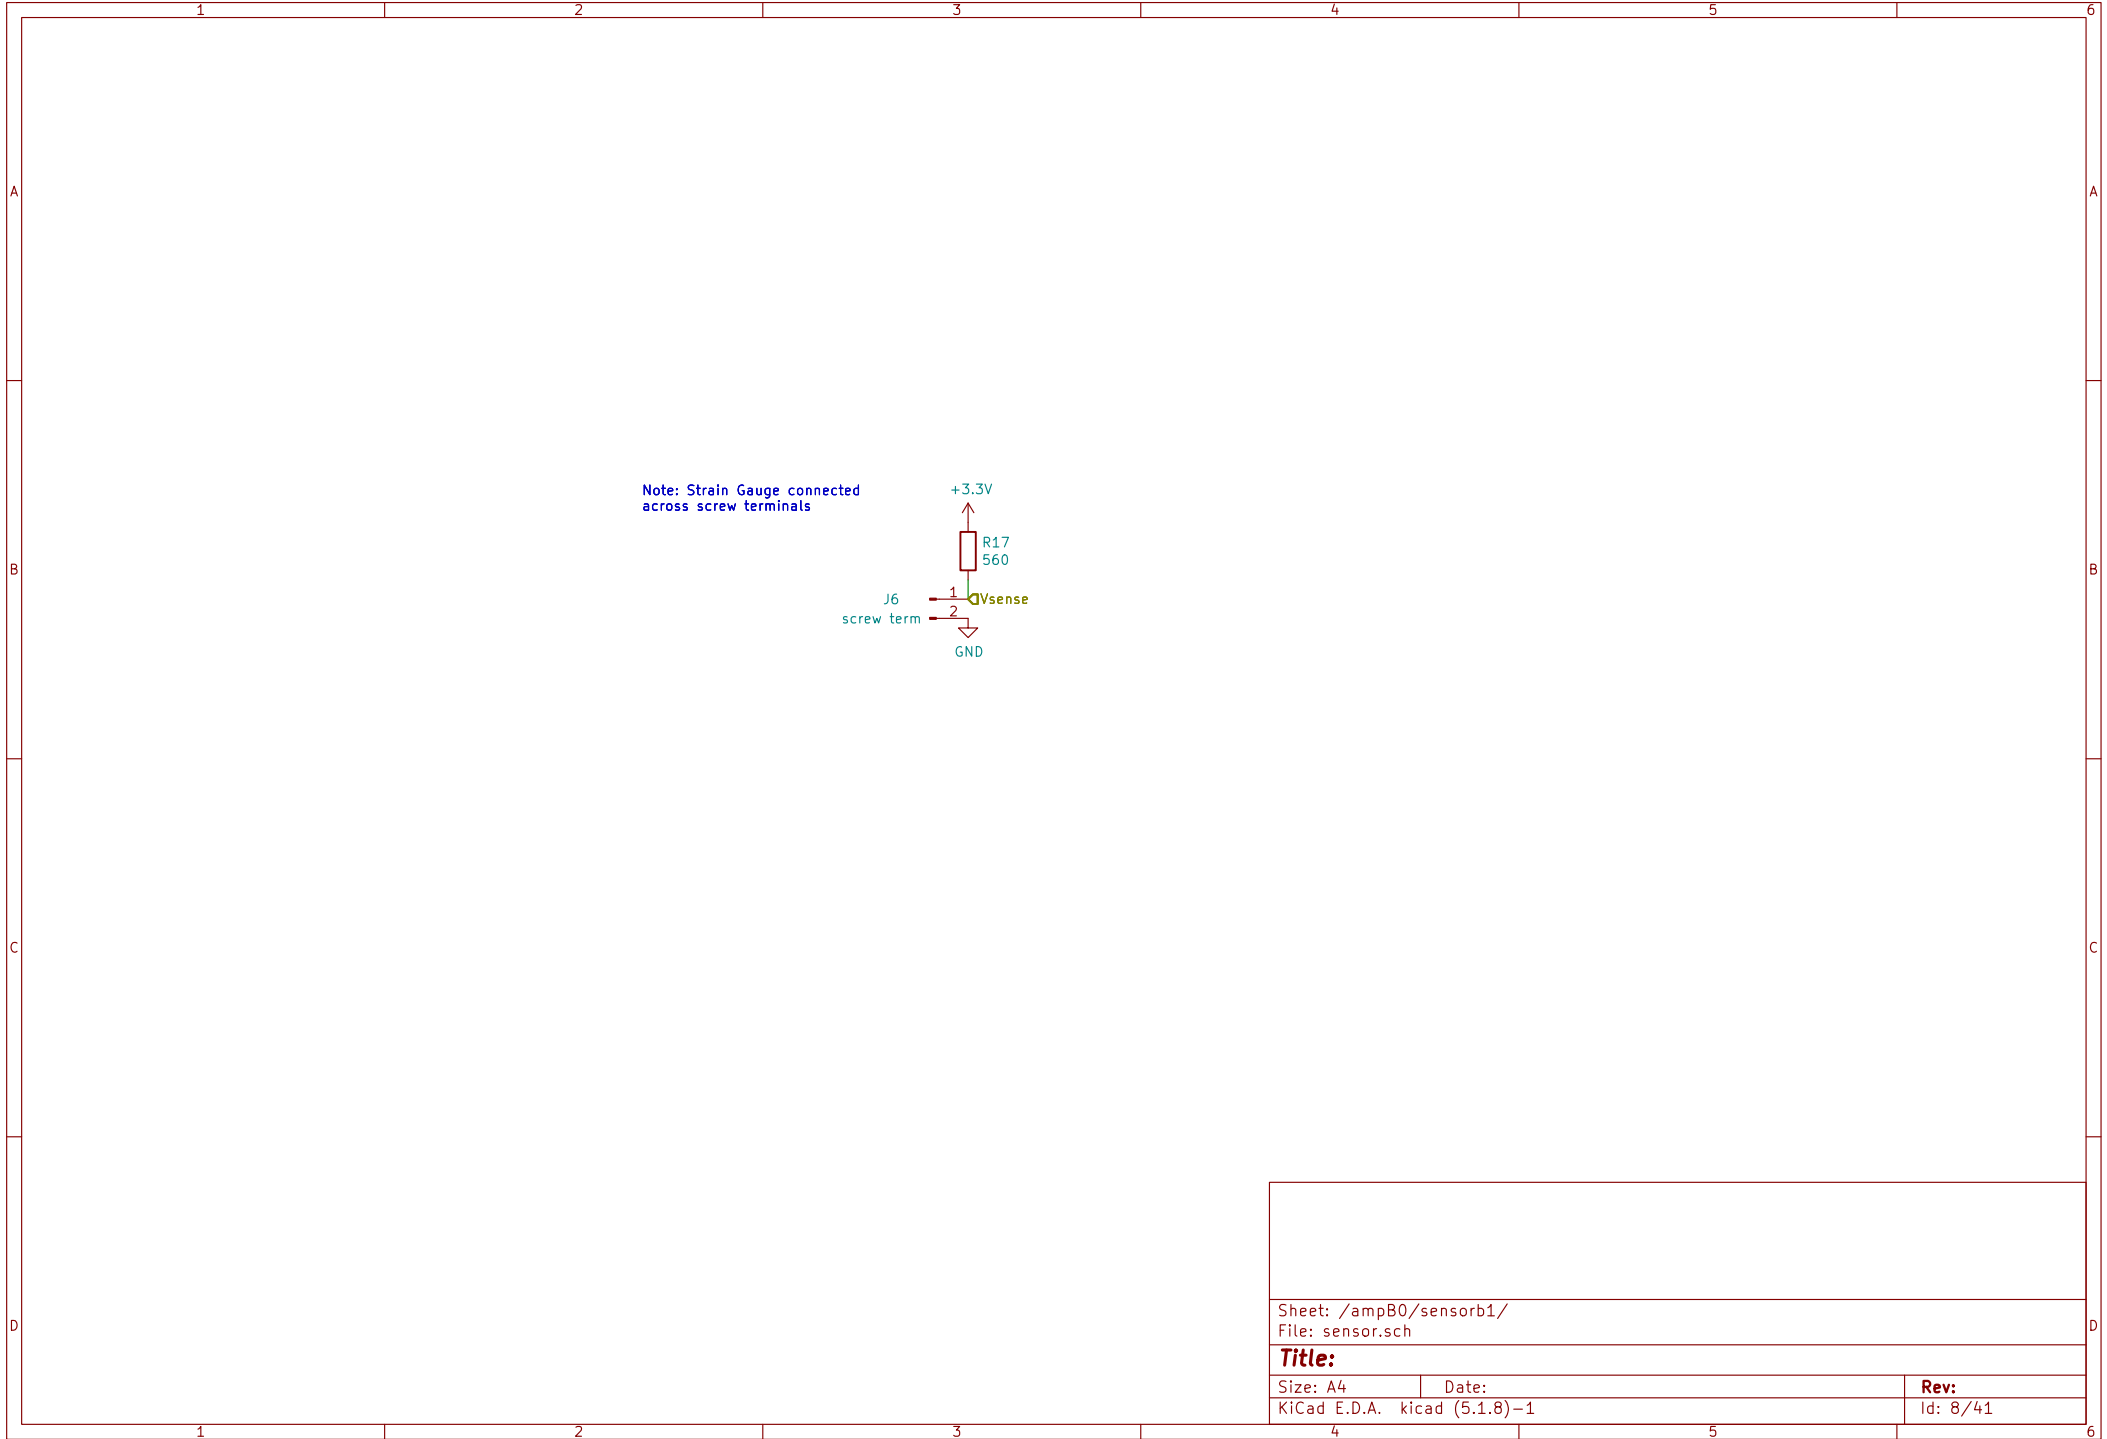 1 2 3 4 5 6
A A
Note: Strain Gauge connected
across screw terminals
+3.3V
R17
560
B B
J6 1 Vsense
screw term 2
GND
C C
Sheet: /ampB0/sensorb1/
File: sensor.sch
D D
Title:
Size: A4 Date: Rev:
KiCad E.D.A. kicad (5.1.8)-1 Id: 8/41
1 2 3 4 5 6